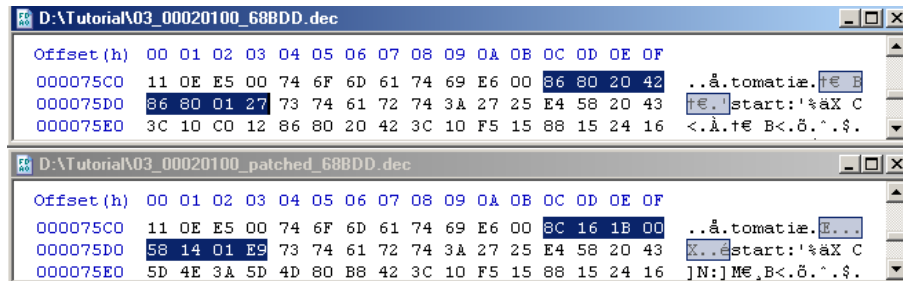 D:\Tutorial\03_00020100_68BDD.dec
Offset(h) 00 01 02 03 04 05 06 07 08 09 0A 0B 0C 0D 0E 0F
000075C0 11 0E E5 00 74 6F 6D 61 74 69 E6 00 86 80 20 42 ..å.tomatiæ.†€ B
000075D0 86 80 01 27 73 74 61 72 74 3A 27 25 E4 58 20 43 †€.'start:'%äX C
000075E0 3C 10 C0 12 86 80 20 42 3C 10 F5 15 88 15 24 16 <.À.†€ B<.õ.ˆ.$.
D:\Tutorial\03_00020100_patched_68BDD.dec
Offset(h) 00 01 02 03 04 05 06 07 08 09 0A 0B 0C 0D 0E 0F
000075C0 11 0E E5 00 74 6F 6D 61 74 69 E6 00 8C 16 1B 00 ..å.tomatiæ.Œ...
000075D0 58 14 01 E9 73 74 61 72 74 3A 27 25 E4 58 20 43 X..éstart:'%äX C
000075E0 5D 4E 3A 5D 4D 80 B8 42 3C 10 F5 15 88 15 24 16 ]N:]M€¸B<.õ.ˆ.$.